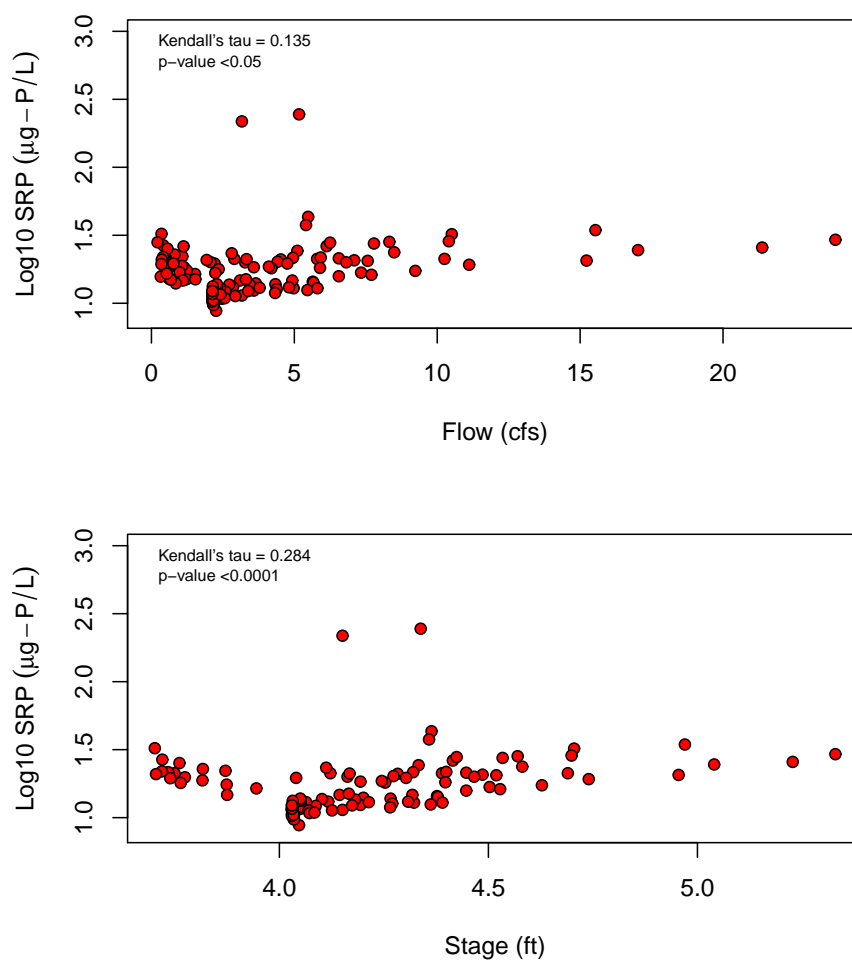 Kendall's tau = 0.135
p−value <0.05
Log10 SRP (μg−P/L)
3.0
2.5
2.0
1.5
1.0
0
5
10
15
20
Flow (cfs)
Kendall's tau = 0.284
p−value <0.0001
Log10 SRP (μg−P/L)
3.0
2.5
2.0
1.5
1.0
4.0
4.5
5.0
Stage (ft)